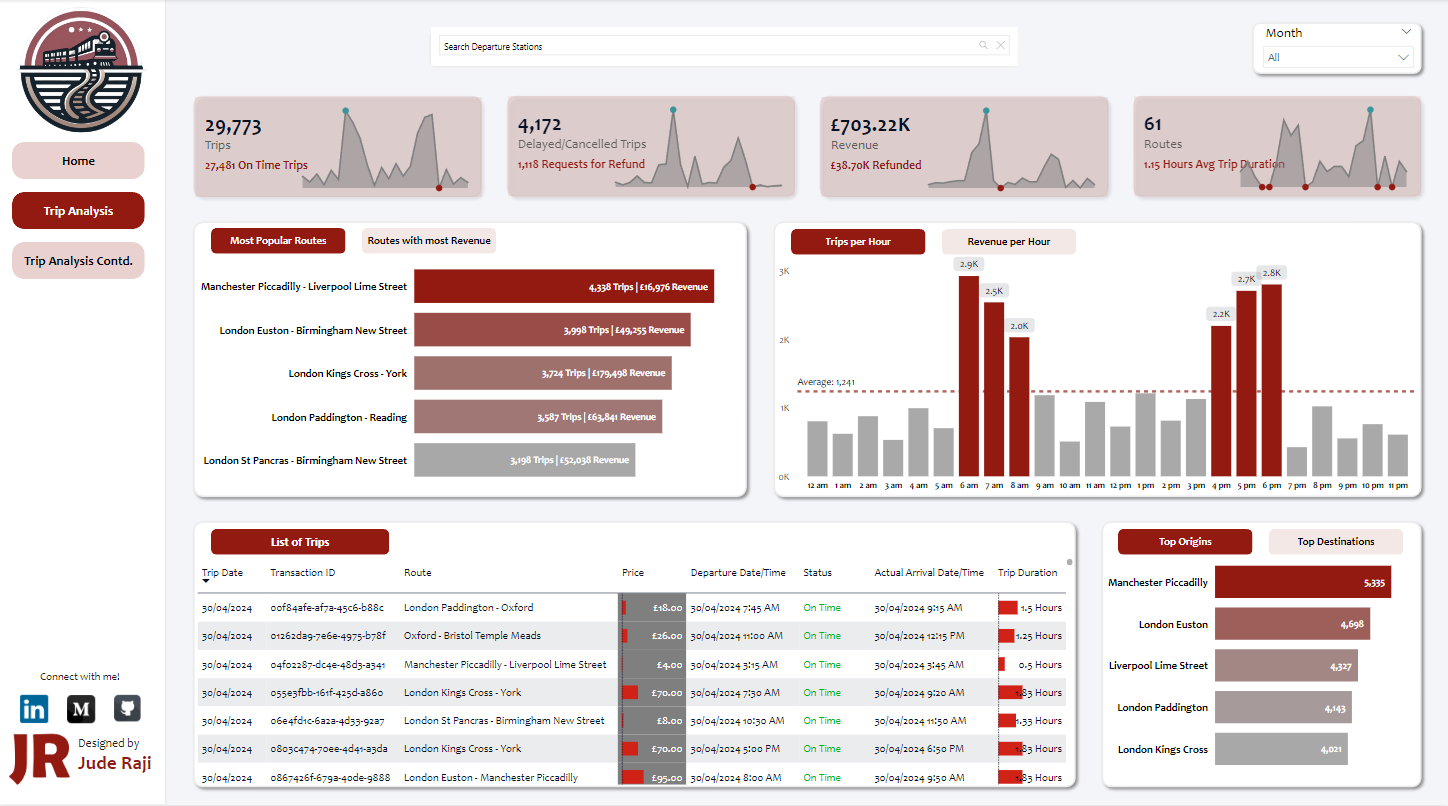 Search Departure Stations
Month
All
Home
Trip Analysis
Trip Analysis Contd.
29,773
Trips
27,481 On Time Trips
4,172
Delayed/Cancelled Trips
1,118 Requests for Refund
£703.22K
Revenue
£38.70K Refunded
61
Routes
1.15 Hours Avg Trip Duration
Most Popular Routes
Routes with most Revenue
Manchester Piccadilly - Liverpool Lime Street 4,338 Trips | £16,976 Revenue
London Euston - Birmingham New Street 3,998 Trips | £49,255 Revenue
London Kings Cross - York 3,724 Trips | £179,498 Revenue
London Paddington - Reading 3,587 Trips | £63,841 Revenue
London St Pancras - Birmingham New Street 3,198 Trips | £52,038 Revenue
Trips per Hour
Revenue per Hour
3K
2K
1K
0K
Average: 1,241
2.9K 2.5K 2.0K 2.2K 2.7K 2.8K
12 am 1 am 2 am 3 am 4 am 5 am 6 am 7 am 8 am 9 am 10 am 11 am 12 pm 1 pm 2 pm 3 pm 4 pm 5 pm 6 pm 7 pm 8 pm 9 pm 10 pm 11 pm
List of Trips
Trip Date Transaction ID Route Price Departure Date/Time Status Actual Arrival Date/Time Trip Duration
30/04/2024 00f84afe-af7a-45c6-b88c London Paddington - Oxford £18.00 30/04/2024 7:45 AM On Time 30/04/2024 9:15 AM 1.5 Hours
30/04/2024 01262da9-7e6e-4975-b78f Oxford - Bristol Temple Meads £26.00 30/04/2024 11:00 AM On Time 30/04/2024 12:15 PM 1.25 Hours
30/04/2024 04f02287-dc4e-48d3-a341 Manchester Piccadilly - Liverpool Lime Street £4.00 30/04/2024 3:15 AM On Time 30/04/2024 3:45 AM 0.5 Hours
30/04/2024 055e3fbb-161f-425d-a860 London Kings Cross - York £70.00 30/04/2024 7:30 AM On Time 30/04/2024 9:20 AM 1.83 Hours
30/04/2024 06e4fd1c-6a2a-4d33-92a7 London St Pancras - Birmingham New Street £8.00 30/04/2024 10:30 AM On Time 30/04/2024 11:50 AM 1.33 Hours
30/04/2024 0803c474-70ee-4d41-a3da London Kings Cross - York £70.00 30/04/2024 5:00 PM On Time 30/04/2024 6:50 PM 1.83 Hours
30/04/2024 0867426f-679a-40de-9888 London Euston - Manchester Piccadilly £95.00 30/04/2024 8:00 AM On Time 30/04/2024 9:50 AM 1.83 Hours
Top Origins
Top Destinations
Manchester Piccadilly 5,335
London Euston 4,698
Liverpool Lime Street 4,327
London Paddington 4,143
London Kings Cross 4,021
Connect with me!
in M
JR
Designed by
Jude Raji